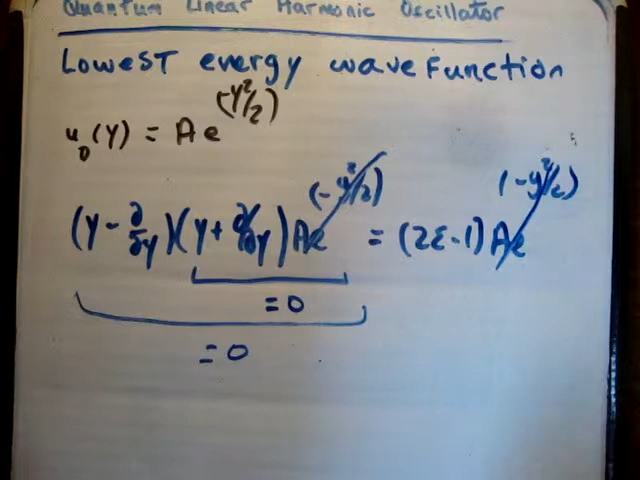 Quantum Linear Harmonic Oscillator
Lowest energy wave Function
u₀(y) = Ae^(-y²/2)
(y - ∂/∂y)(y + ∂/∂y)Ae^(-y²/2) = (2ε-1)Ae^(-y²/2)
= 0
= 0